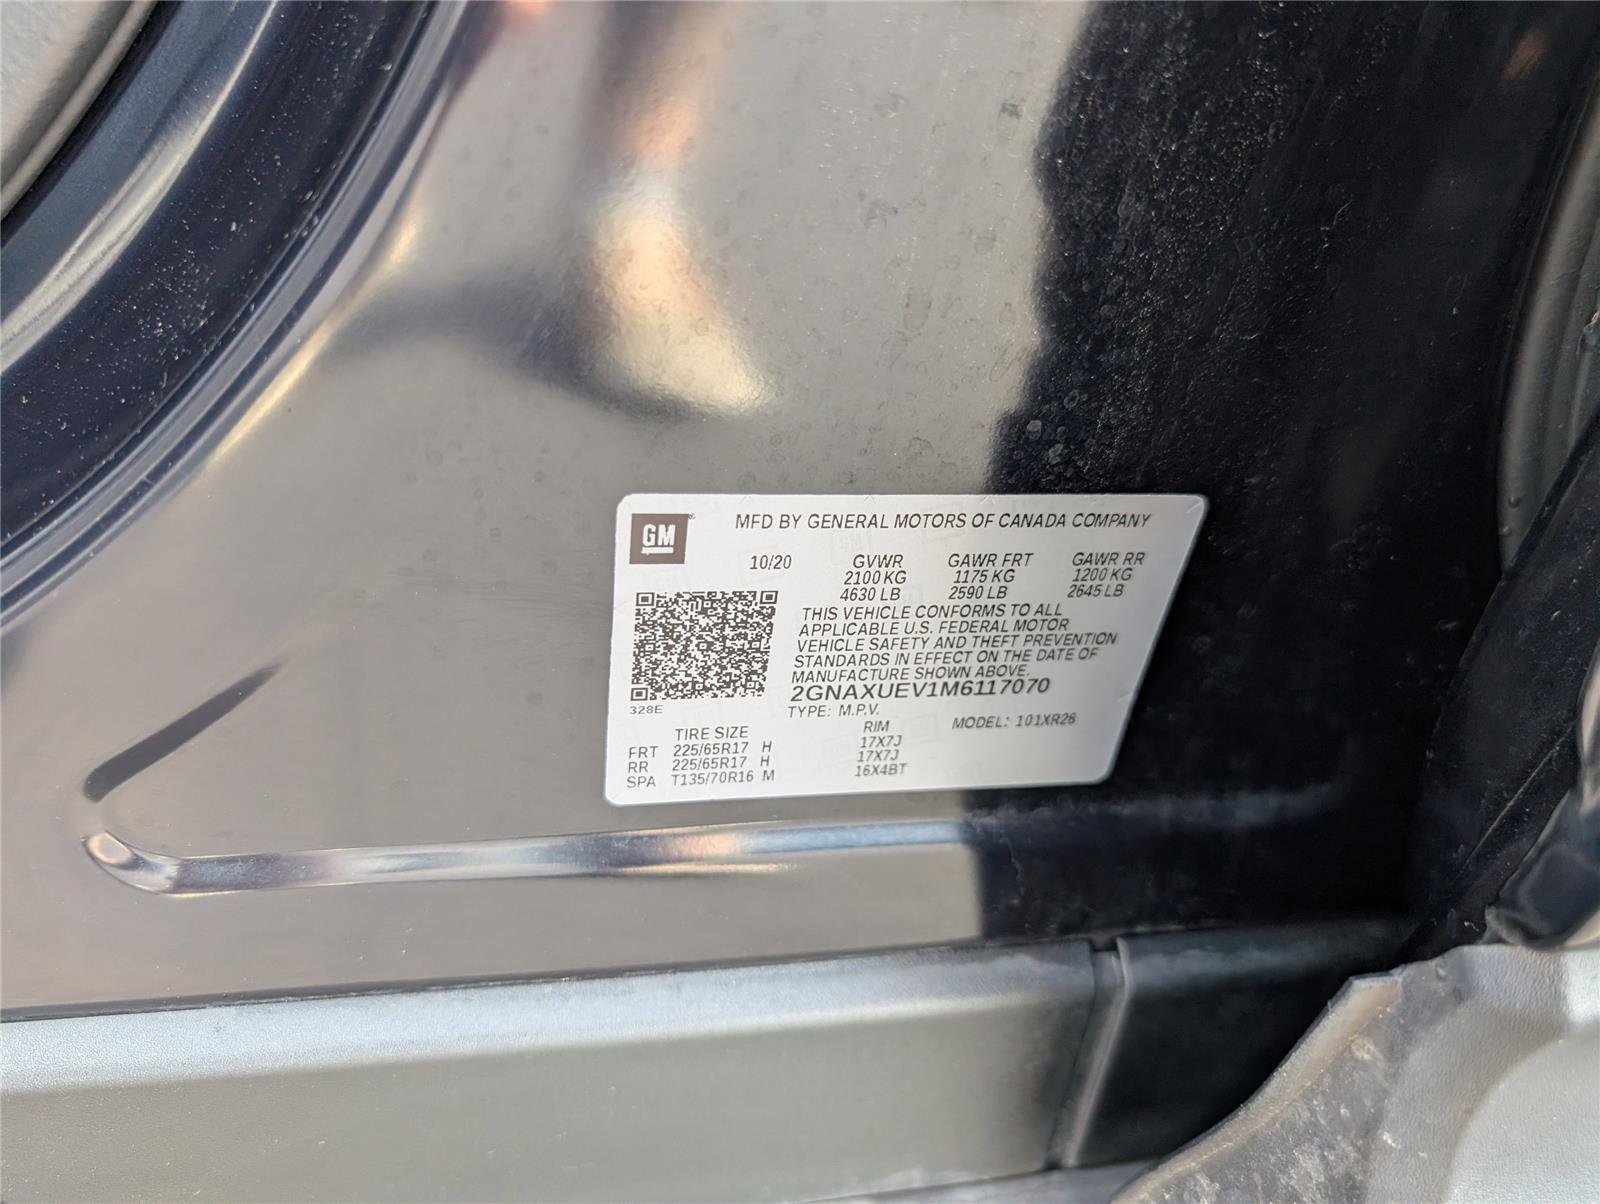 GM
MFD BY GENERAL MOTORS OF CANADA COMPANY
10/20 GVWR GAWR FRT GAWR RR
2100 KG 1175 KG 1200 KG
4630 LB 2590 LB 2645 LB
THIS VEHICLE CONFORMS TO ALL
APPLICABLE U.S. FEDERAL MOTOR
VEHICLE SAFETY AND THEFT PREVENTION
STANDARDS IN EFFECT ON THE DATE OF
MANUFACTURE SHOWN ABOVE.
2GNAXUEV1M6117070
328E
TYPE: M.P.V. MODEL: 101XR26
TIRE SIZE RIM
FRT 225/65R17 H 17X7J
RR 225/65R17 H 17X7J
SPA T135/70R16 M 16X4BT